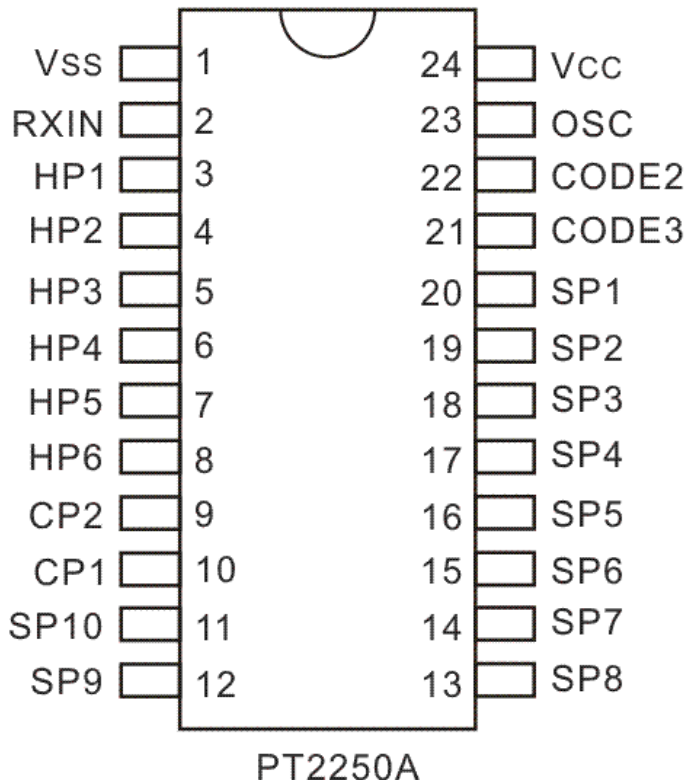 Vss 1 24 Vcc
RXIN 2 23 OSC
HP1 3 22 CODE2
HP2 4 21 CODE3
HP3 5 20 SP1
HP4 6 19 SP2
HP5 7 18 SP3
HP6 8 17 SP4
CP2 9 16 SP5
CP1 10 15 SP6
SP10 11 14 SP7
SP9 12 13 SP8
PT2250A